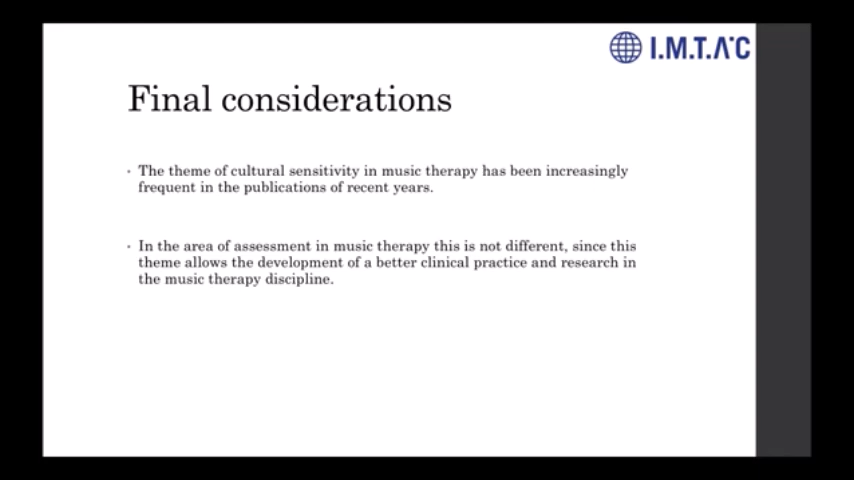 I.M.T.A.C
Final considerations
• The theme of cultural sensitivity in music therapy has been increasingly
frequent in the publications of recent years.
• In the area of assessment in music therapy this is not different, since this
theme allows the development of a better clinical practice and research in
the music therapy discipline.